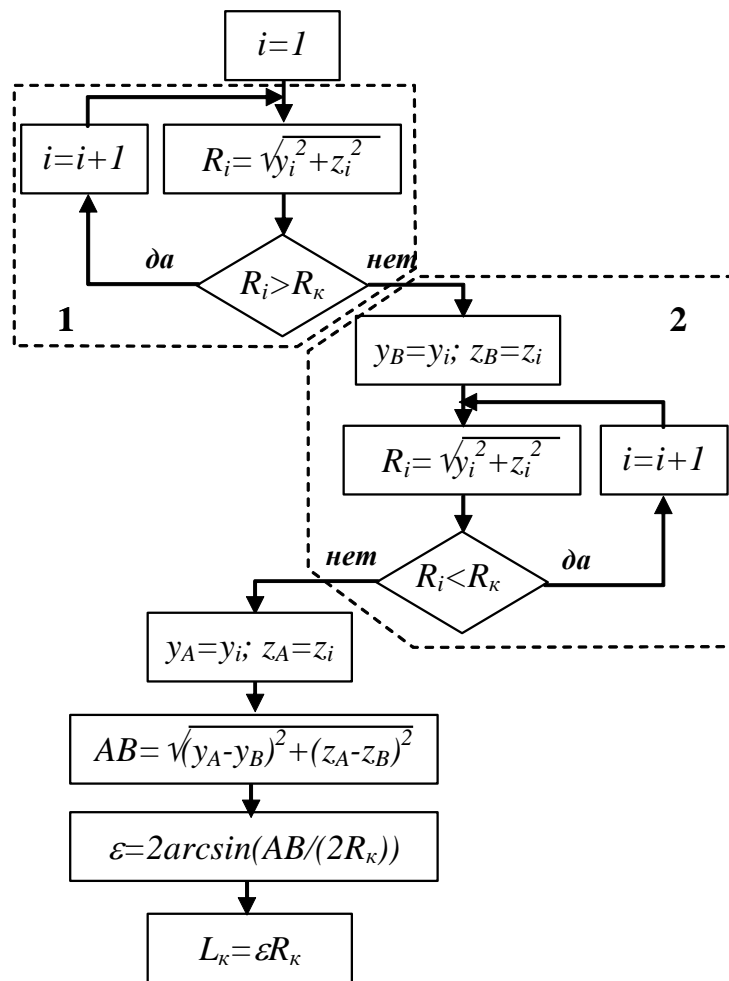 i=1
i=i+1
R_i=√(y_i²+z_i²)
да
нет
R_i>R_к
1
2
y_B=y_i; z_B=z_i
R_i=√(y_i²+z_i²)
i=i+1
нет
да
R_i<R_к
y_A=y_i; z_A=z_i
AB=√((y_A-y_B)²+(z_A-z_B)²)
ε=2arcsin(AB/(2R_к))
L_к=εR_к